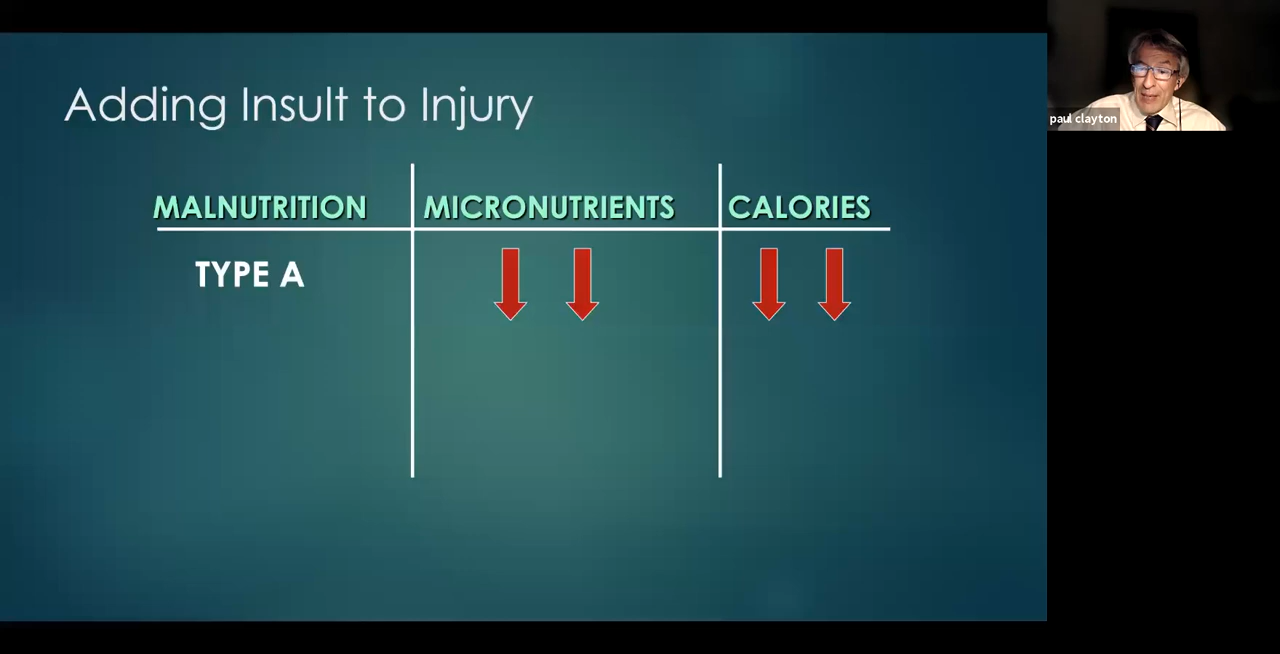 Adding Insult to Injury
MALNUTRITION MICRONUTRIENTS CALORIES
TYPE A
paul clayton